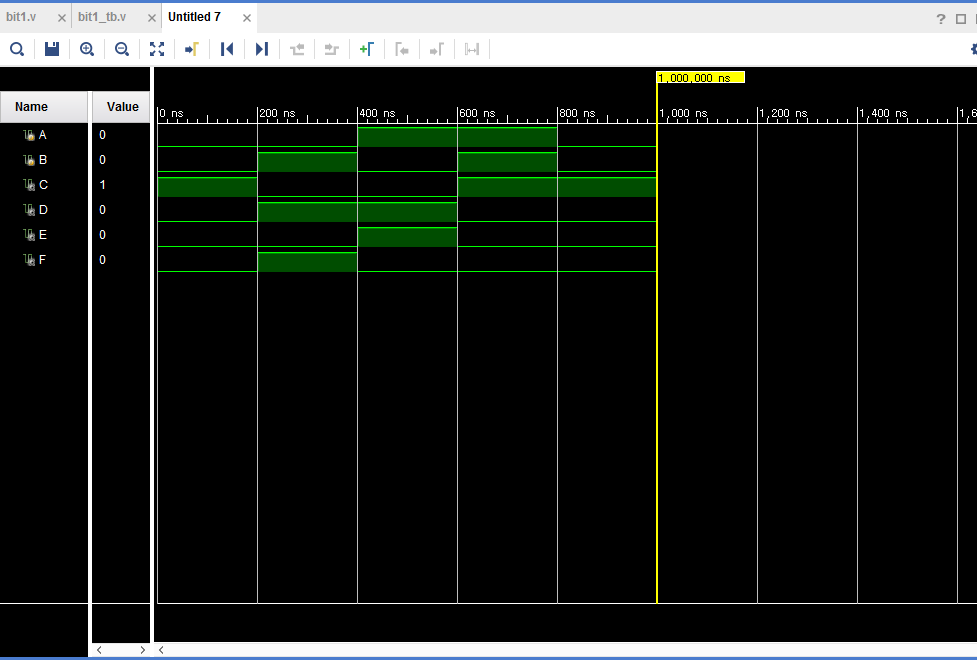 bit1.v × bit1_tb.v × Untitled 7 × ?
1,000,000 ns
Name Value
0 ns 200 ns 400 ns 600 ns 800 ns 1,000 ns 1,200 ns 1,400 ns 1,6
A 0
B 0
C 1
D 0
E 0
F 0